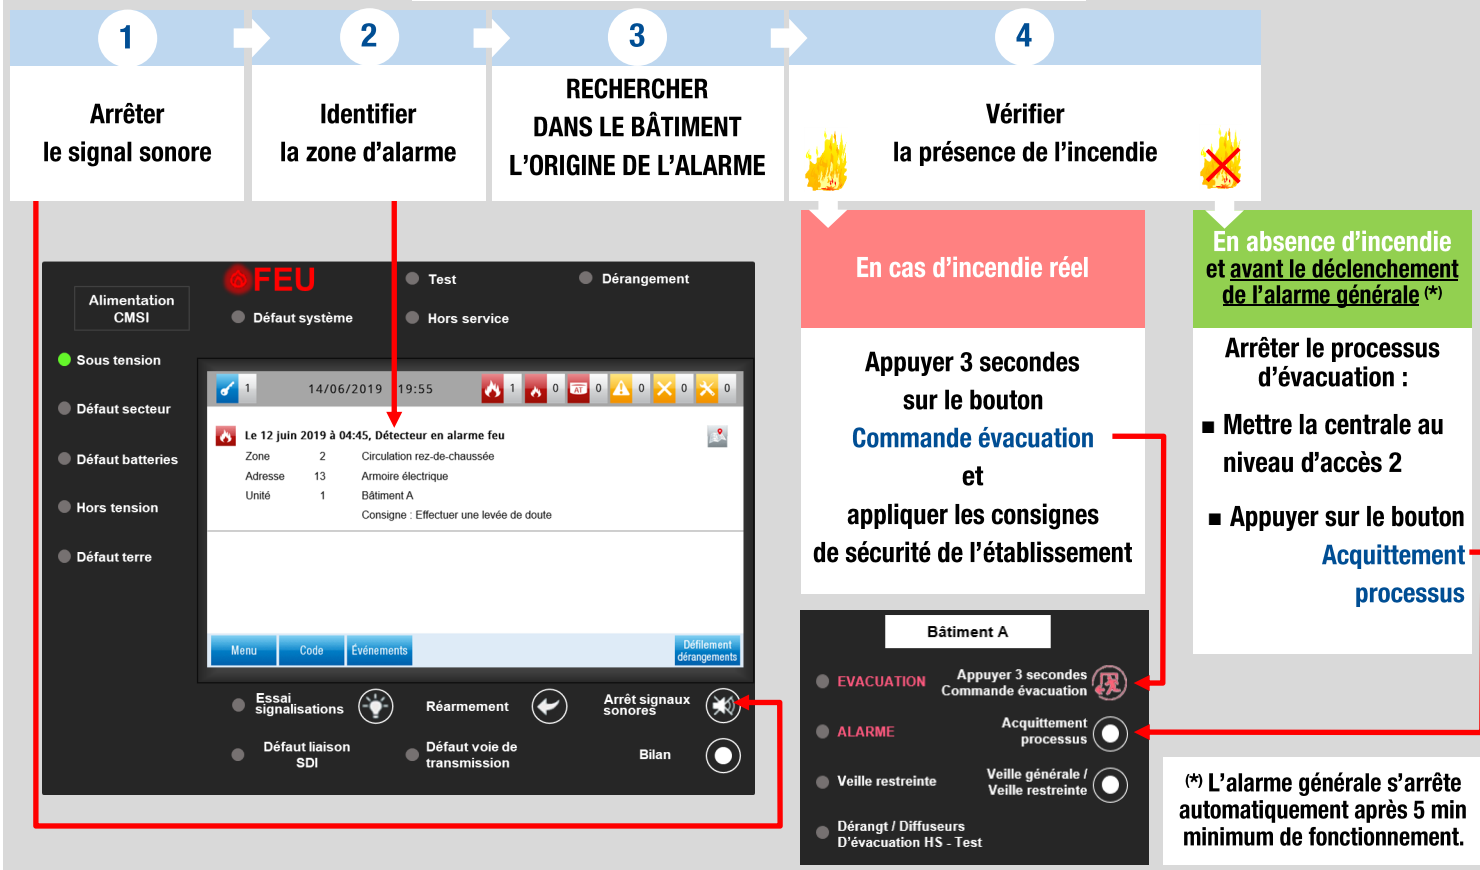 1
Arrêter
le signal sonore
2
Identifier
la zone d'alarme
3
RECHERCHER
DANS LE BÂTIMENT
L'ORIGINE DE L'ALARME
4
Vérifier
la présence de l'incendie
En cas d'incendie réel
Appuyer 3 secondes
sur le bouton
Commande évacuation
et
appliquer les consignes
de sécurité de l'établissement
En absence d'incendie
et avant le déclenchement
de l'alarme générale (*)
Arrêter le processus
d'évacuation :
■ Mettre la centrale au
niveau d'accès 2
■ Appuyer sur le bouton
Acquittement
processus
Alimentation
CMSI
FEU
Test
Dérangement
Défaut système
Hors service
Sous tension
Défaut secteur
Défaut batteries
Hors tension
Défaut terre
1 14/06/2019 19:55 1 0 AT 0 0 0 0
Le 12 juin 2019 à 04:45, Détecteur en alarme feu
Zone 2 Circulation rez-de-chaussée
Adresse 13 Armoire électrique
Unité 1 Bâtiment A
Consigne : Effectuer une levée de doute
Menu
Code
Événements
Défilement
dérangements
Essai
signalisations
Réarmement
Arrêt signaux
sonores
Défaut liaison
SDI
Défaut voie de
transmission
Bilan
Bâtiment A
EVACUATION
Appuyer 3 secondes
Commande évacuation
ALARME
Acquittement
processus
Veille restreinte
Veille générale /
Veille restreinte
Dérangt / Diffuseurs
D'évacuation HS - Test
(*) L'alarme générale s'arrête
automatiquement après 5 min
minimum de fonctionnement.